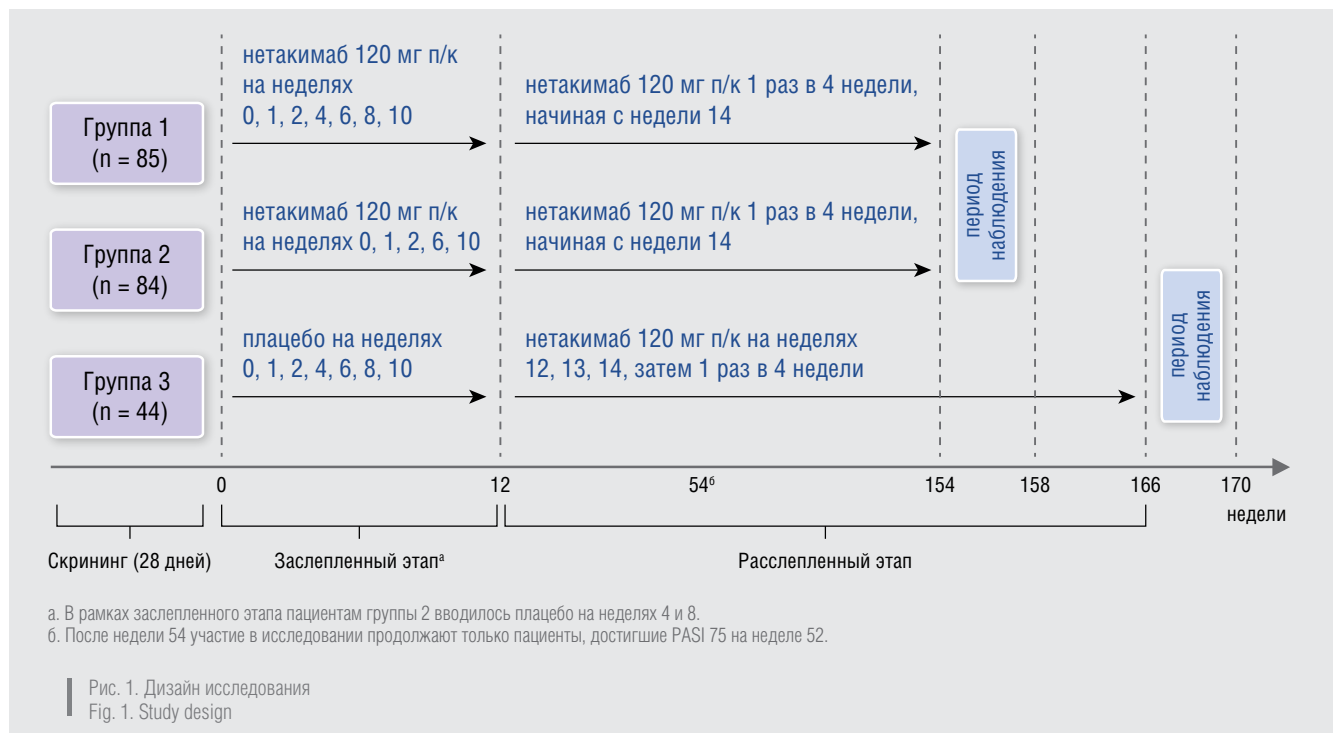 нетакимаб 120 мг п/к
на неделях
0, 1, 2, 4, 6, 8, 10
нетакимаб 120 мг п/к 1 раз в 4 недели,
начиная с недели 14
Группа 1
(n = 85)
период
наблюдения
нетакимаб 120 мг п/к
на неделях 0, 1, 2, 6, 10
нетакимаб 120 мг п/к 1 раз в 4 недели,
начиная с недели 14
Группа 2
(n = 84)
плацебо на неделях
0, 1, 2, 4, 6, 8, 10
нетакимаб 120 мг п/к на неделях
12, 13, 14, затем 1 раз в 4 недели
Группа 3
(n = 44)
период
наблюдения
0 12 54ᵟ 154 158 166 170
недели
Скрининг (28 дней) Заслепленный этапᵃ Расслепленный этап
а. В рамках заслепленного этапа пациентам группы 2 вводилось плацебо на неделях 4 и 8.
б. После недели 54 участие в исследовании продолжают только пациенты, достигшие PASI 75 на неделе 52.
Рис. 1. Дизайн исследования
Fig. 1. Study design